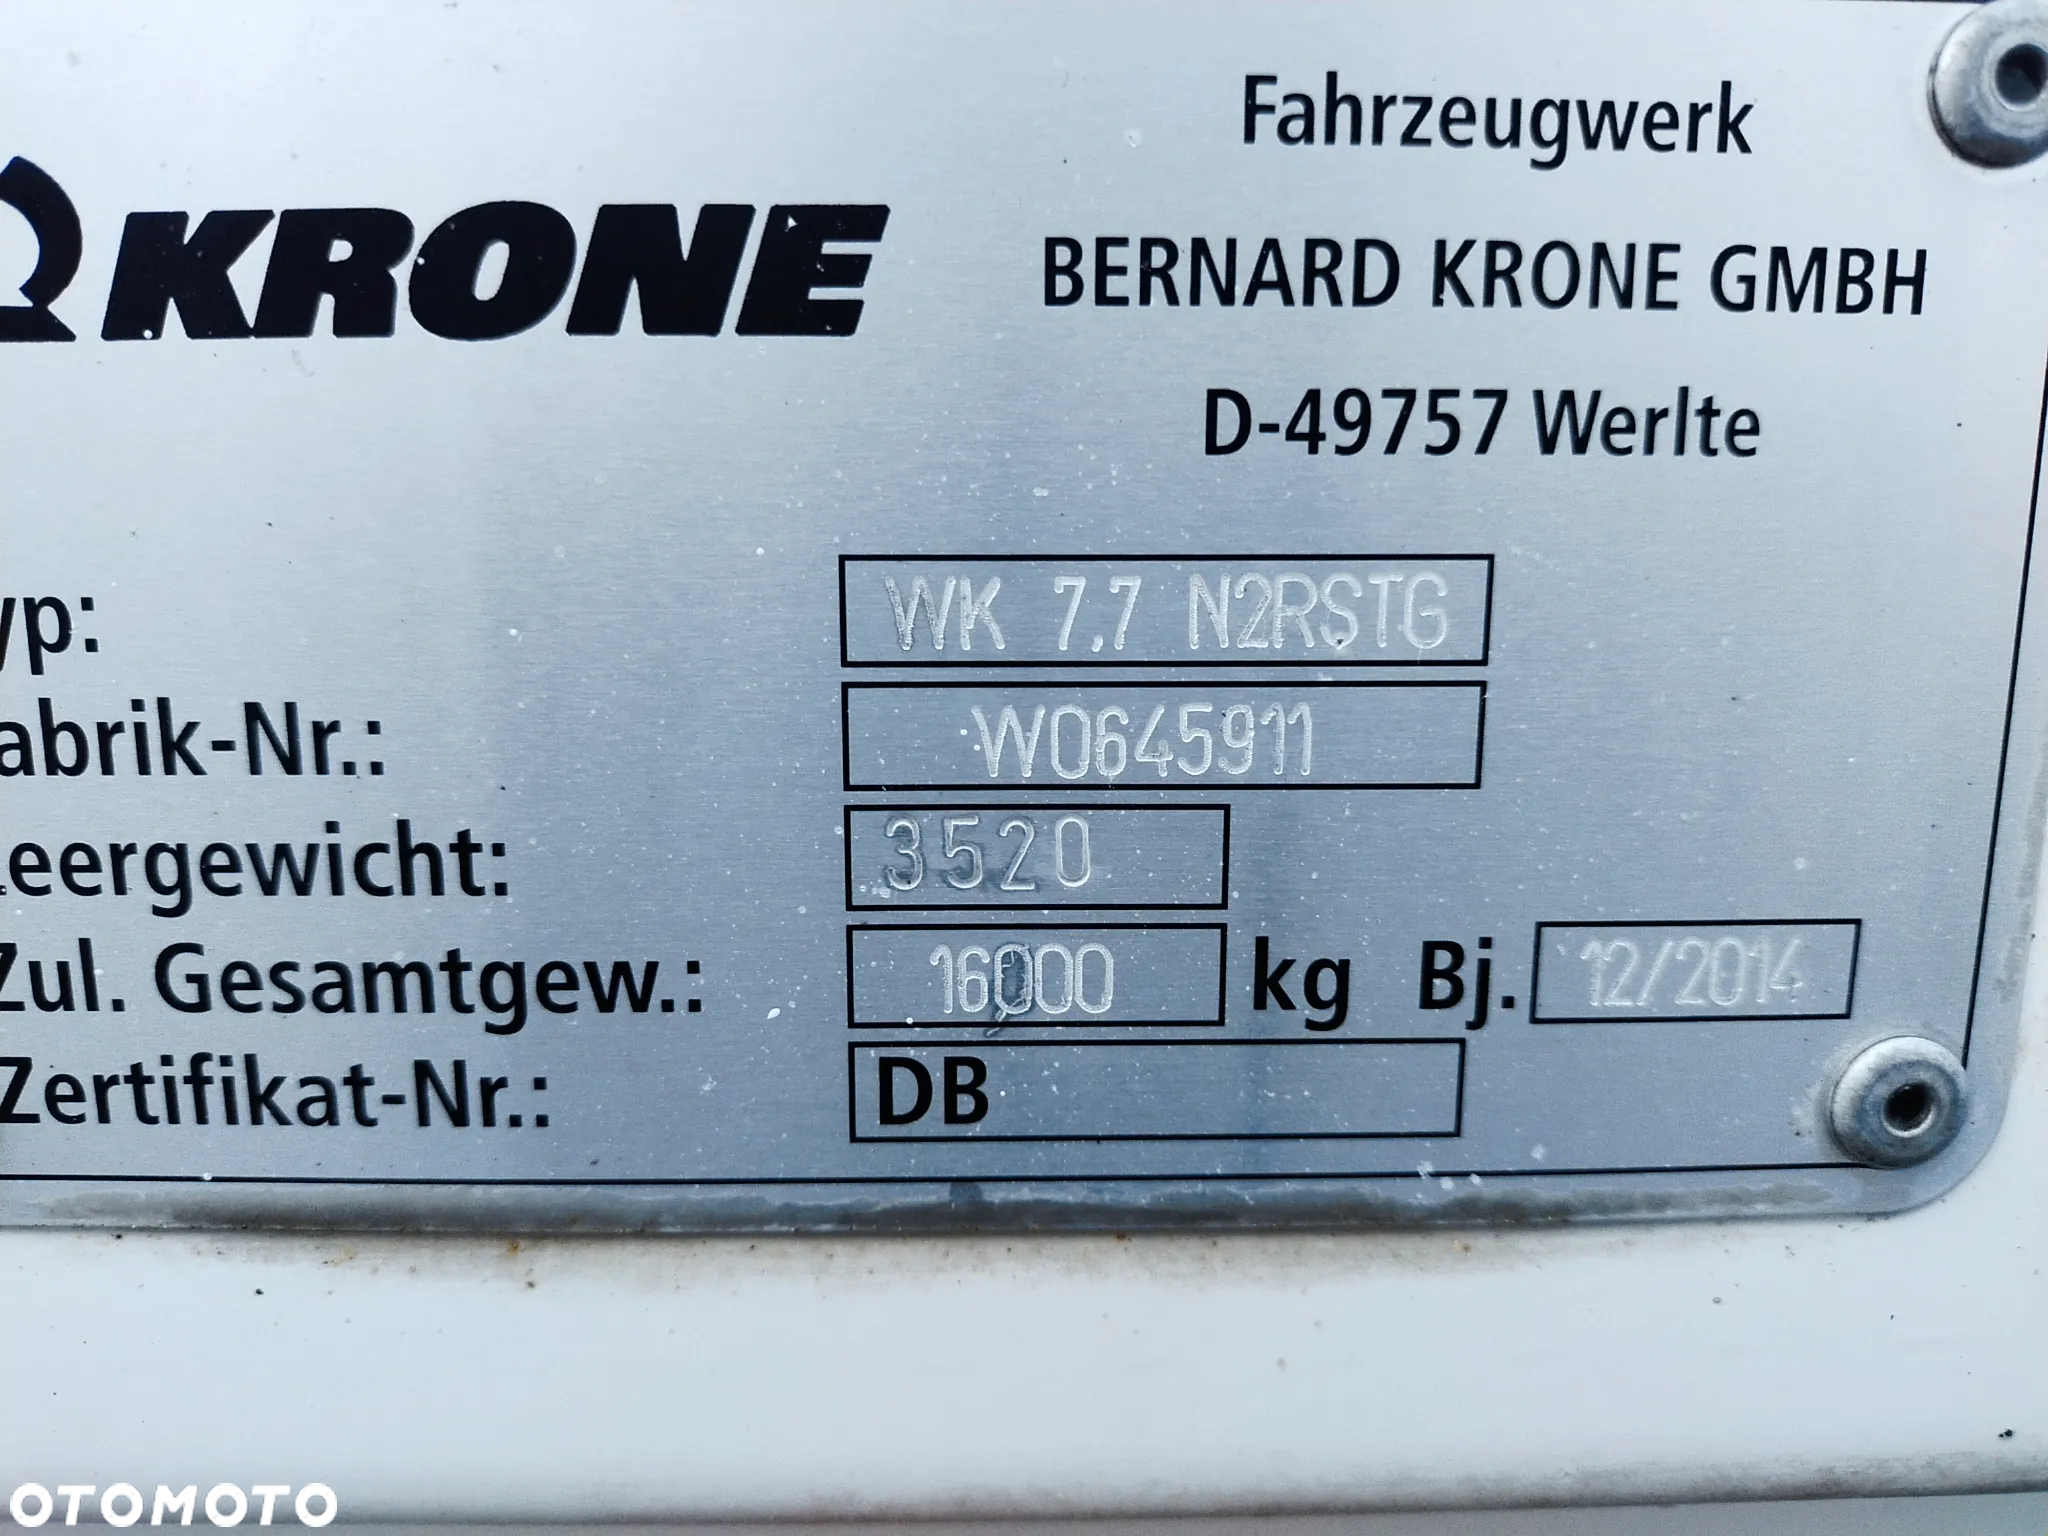 KRONE
Fahrzeugwerk
BERNARD KRONE GMBH
D-49757 Werlte
yp: WK 7,7 N2RSTG
abrik-Nr.: W0645911
eergewicht: 3520
Zul. Gesamtgew.: 16000 kg Bj. 12/2014
Zertifikat-Nr.: DB
OTOMOTO